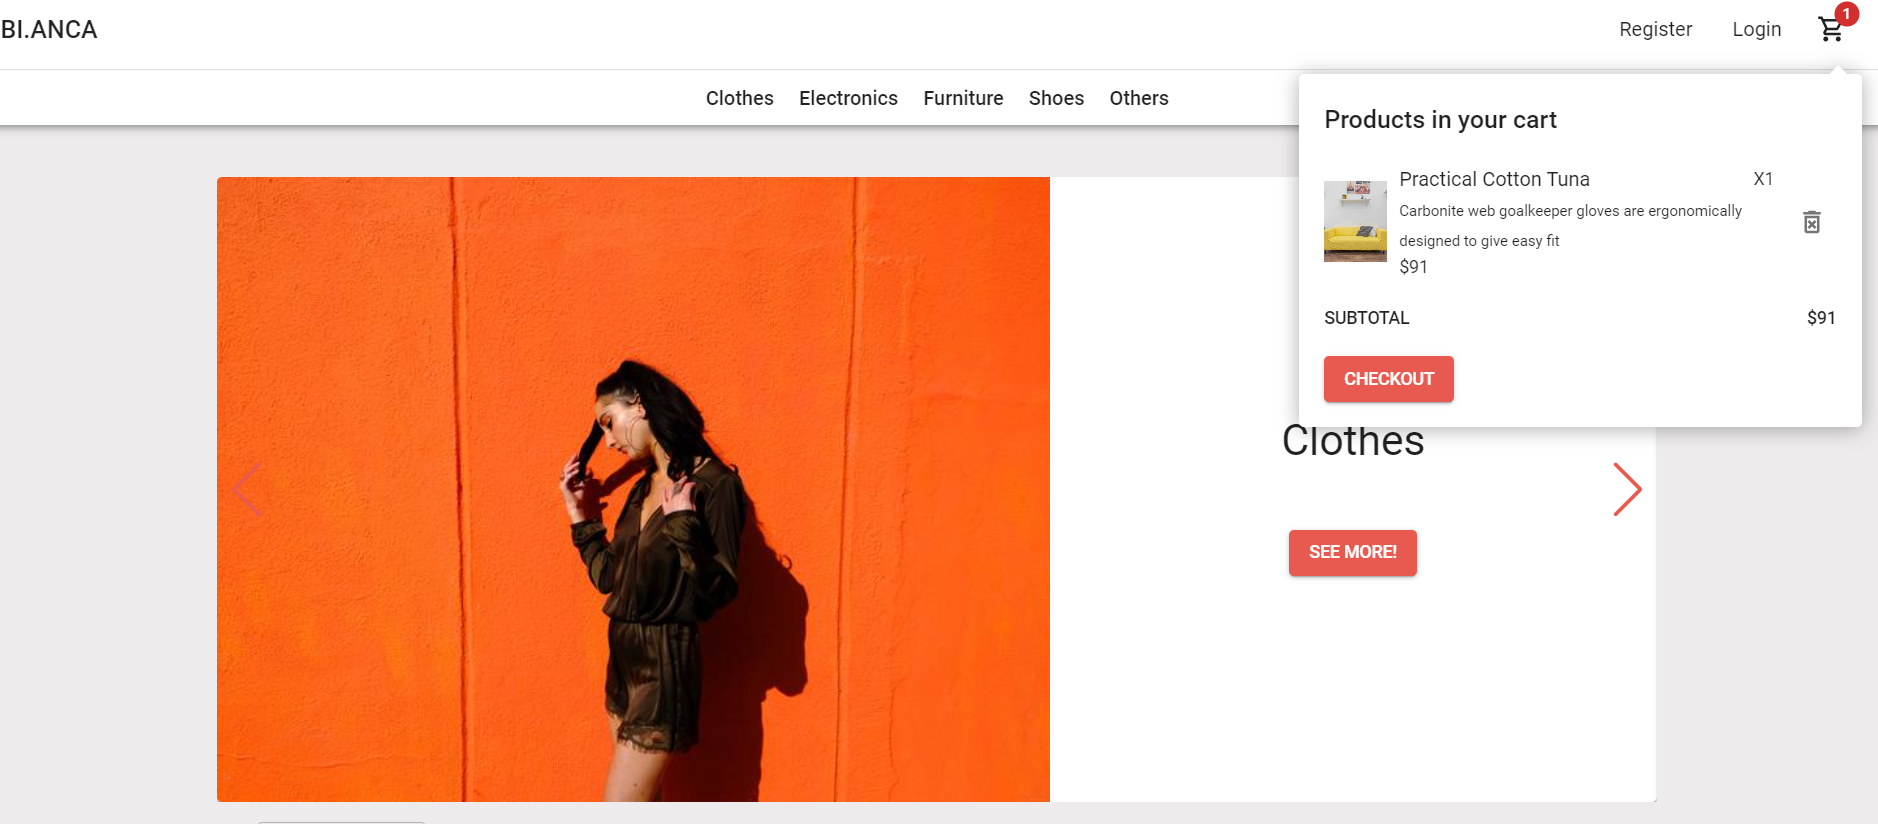 BI.ANCA
Register
Login
1
Clothes
Electronics
Furniture
Shoes
Others
Products in your cart
Practical Cotton Tuna
X1
Carbonite web goalkeeper gloves are ergonomically
designed to give easy fit
$91
SUBTOTAL
$91
CHECKOUT
Clothes
SEE MORE!